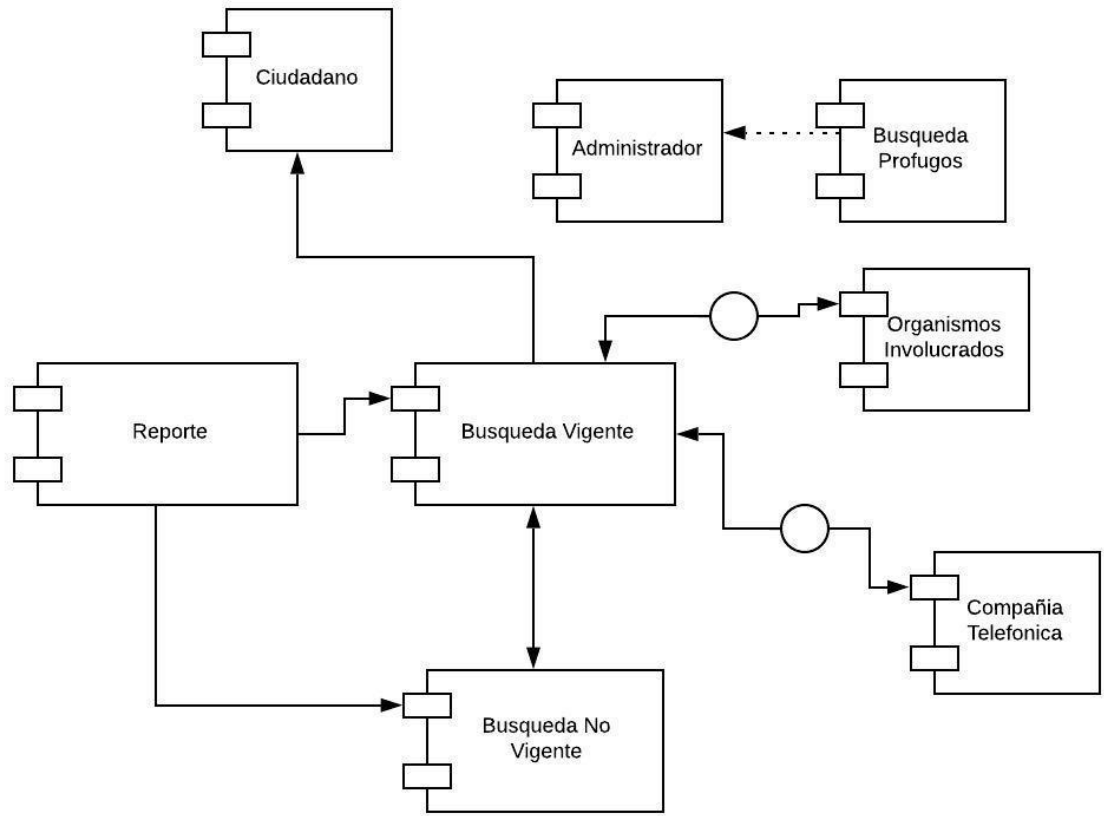 Ciudadano
Administrador
Busqueda
Profugos
Organismos
Involucrados
Reporte
Busqueda Vigente
Compañia
Telefonica
Busqueda No
Vigente